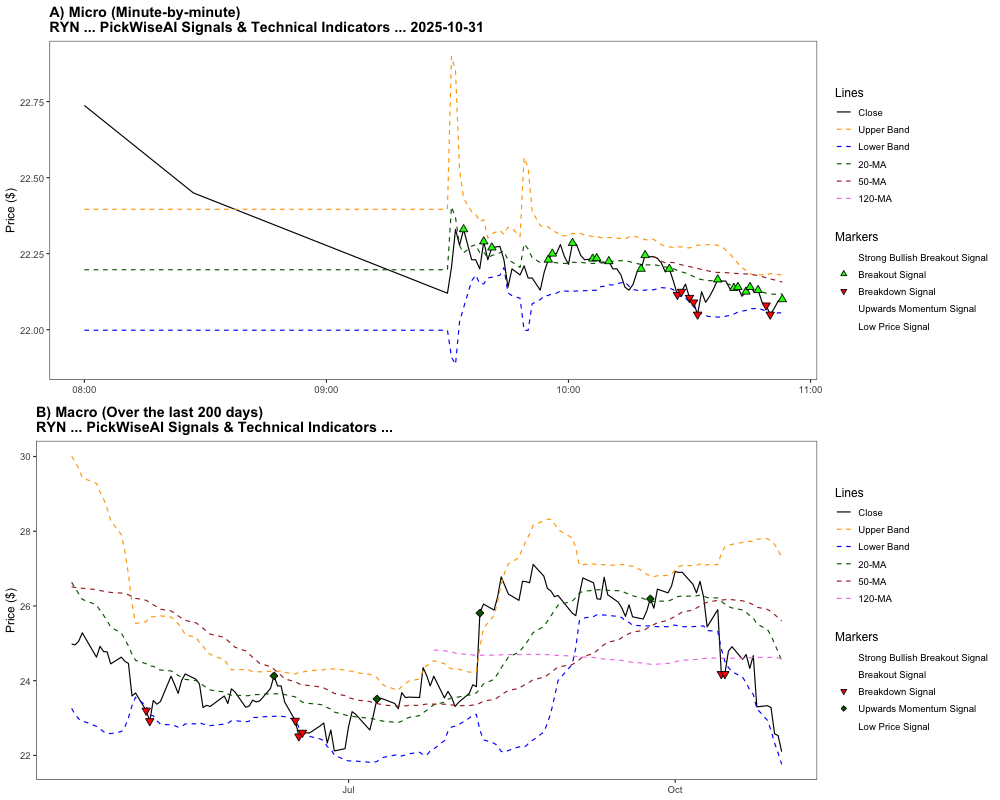 A) Micro (Minute-by-minute)
RYN ... PickWiseAI Signals & Technical Indicators ... 2025-10-31
Price ($)
22.75
22.50
22.25
22.00
08:00
09:00
10:00
11:00
Lines
Close
Upper Band
Lower Band
20-MA
50-MA
120-MA
Markers
Strong Bullish Breakout Signal
Breakout Signal
Breakdown Signal
Upwards Momentum Signal
Low Price Signal
B) Macro (Over the last 200 days)
RYN ... PickWiseAI Signals & Technical Indicators ...
Price ($)
30
28
26
24
22
Jul
Oct
Lines
Close
Upper Band
Lower Band
20-MA
50-MA
120-MA
Markers
Strong Bullish Breakout Signal
Breakout Signal
Breakdown Signal
Upwards Momentum Signal
Low Price Signal